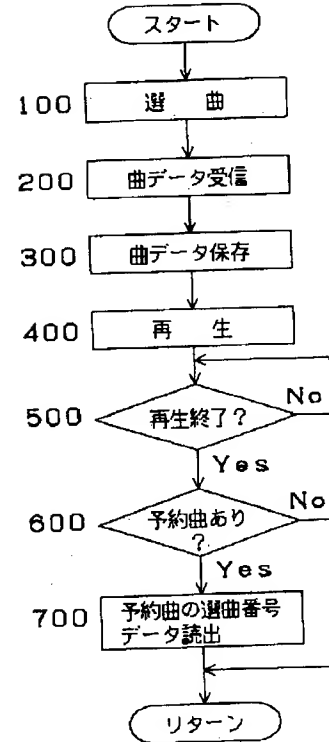 スタート
100
選 曲
200
曲データ受信
300
曲データ保存
400
再 生
500
再生終了?
No
Yes
600
予約曲あり
?
No
Yes
700
予約曲の選曲番号
データ読出
リターン